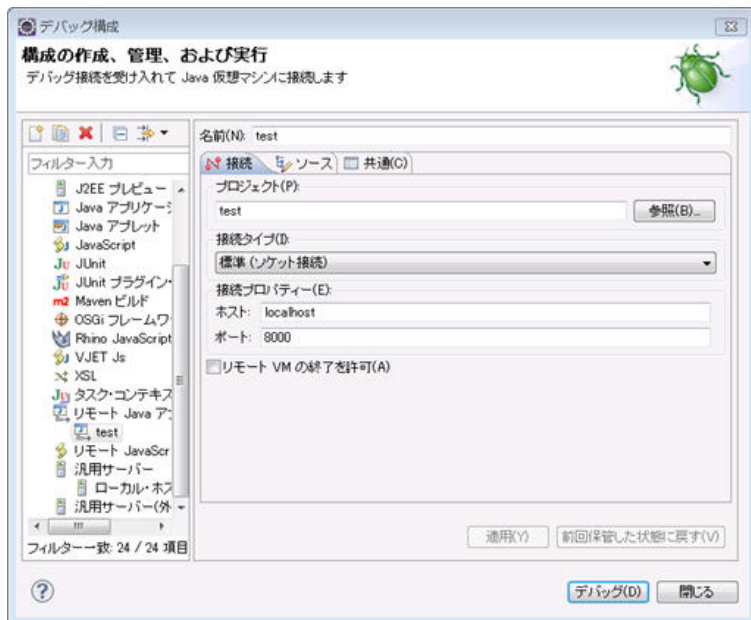 デバッグ構成
構成の作成、管理、および実行
デバッグ接続を受け入れて Java 仮想マシンに接続します
名前(N): test
フィルター入力
接続 ソース 共通(C)
J2EE プレビュー
Java アプリケーシ
Java アプレット
JavaScript
JUnit
JUnit プラグイン・
Maven ビルド
OSGi フレームワ
Rhino JavaScript
VJET Js
XSL
タスク・コンテキス
リモート Java ア
test
リモート JavaScr
汎用サーバー
ローカル・ホス
汎用サーバー(外
フィルター一致: 24 / 24 項目
プロジェクト(P):
test
参照(B)...
接続タイプ(I):
標準 (ソケット接続)
接続プロパティー(E):
ホスト: localhost
ポート: 8000
リモート VM の終了を許可(A)
適用(Y) 前回保管した状態に戻す(V)
デバッグ(D) 閉じる